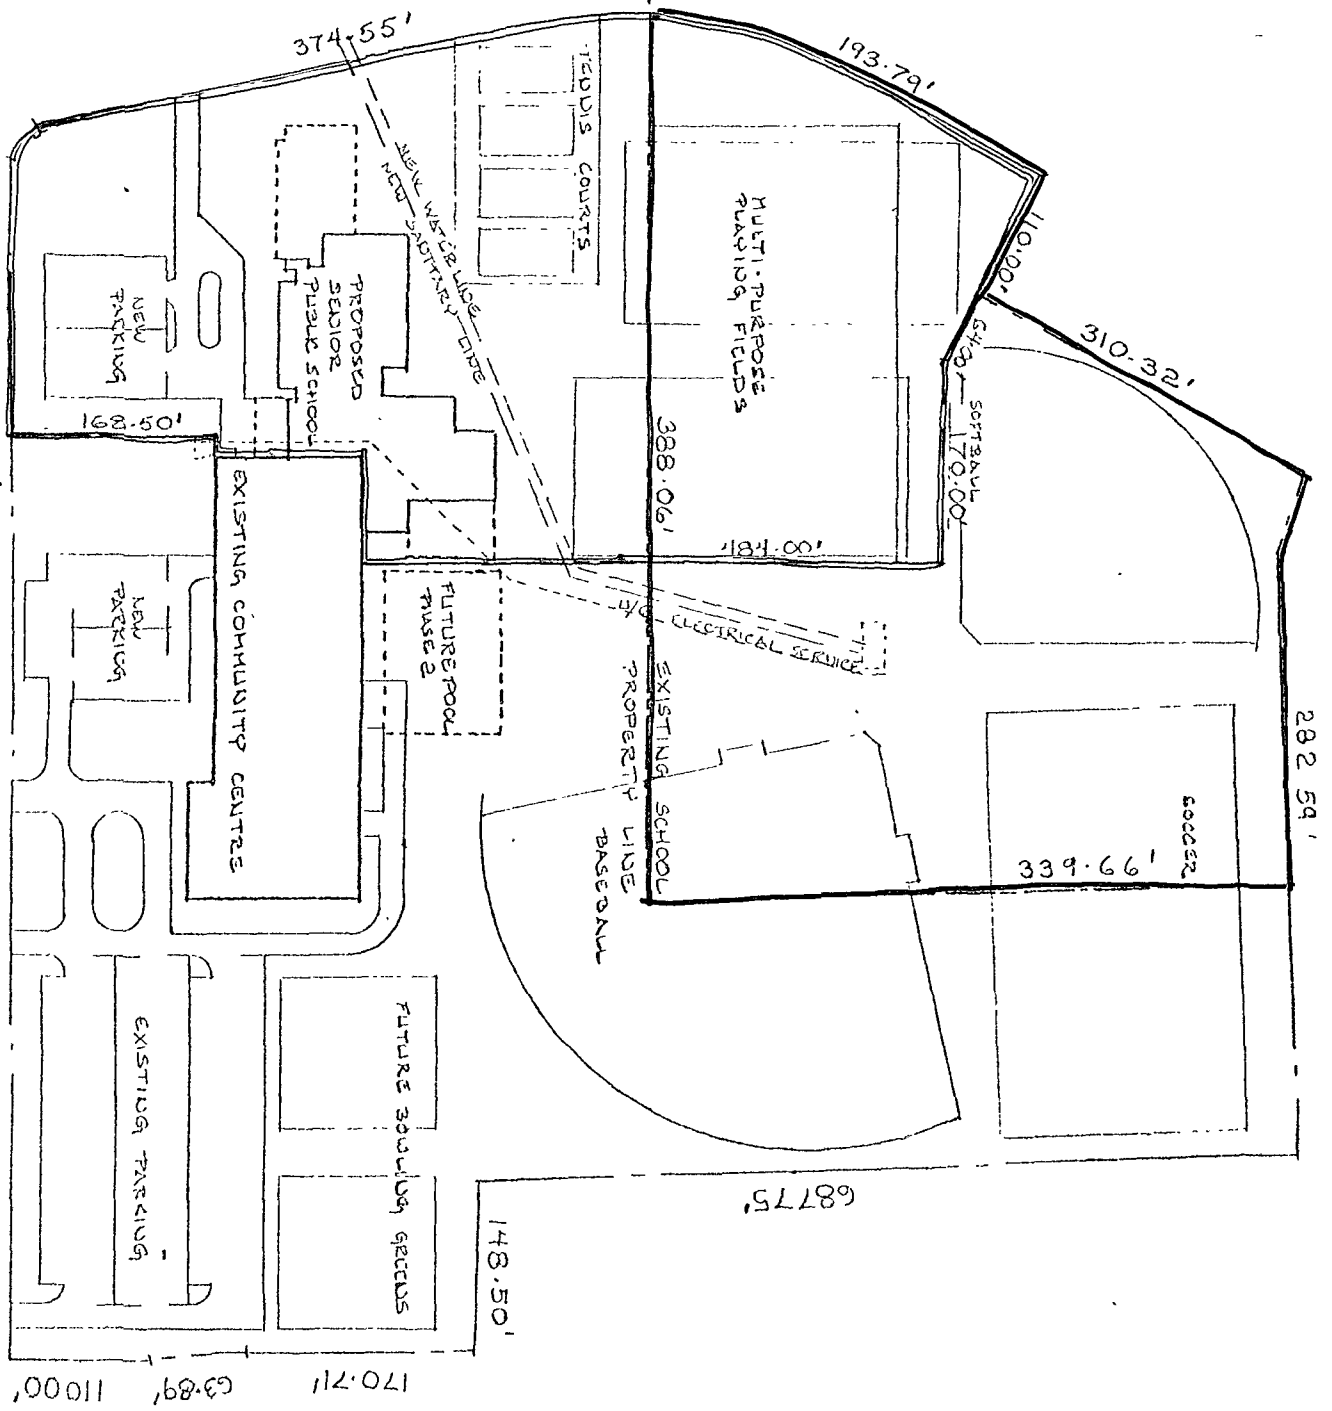 374.55'
193.79'
110.00'
310.32'
TENNIS COURTS
NEW WATER LINE
NEW SANITARY LINE
MULTI-PURPOSE
PLAYING FIELDS
PROPOSED
SENIOR
PUBLIC SCHOOL
NEW
PARKING
168.50'
388.06'
64.00'
SOFTBALL
170.00'
484.00'
EXISTING COMMUNITY CENTRE
NEW
PARKING
FUTURE POOL
PHASE 2
ELECTRICAL SERVICE
EXISTING SCHOOL
PROPERTY LINE
BASEBALL
282 59'
SOCCER
339.66'
EXISTING PARKING
FUTURE BOWLING GREENS
687.75'
148.50'
110.00'
63.89'
170.71'